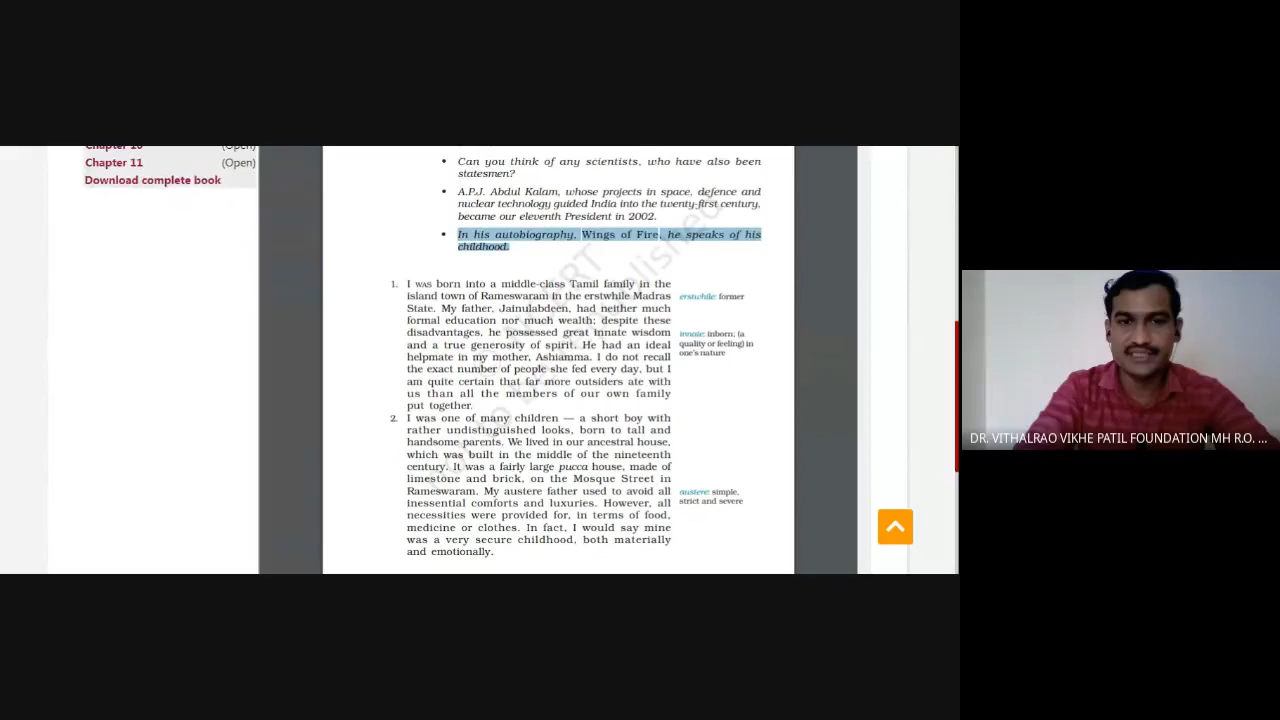 Chapter 10 (Open)
Chapter 11 (Open)
Download complete book
• Can you think of any scientists, who have also been
statesmen?
• A.P.J. Abdul Kalam, whose projects in space, defence and
nuclear technology guided India into the twenty-first century,
became our eleventh President in 2002.
• In his autobiography, Wings of Fire, he speaks of his
childhood.
1. I WAS born into a middle-class Tamil family in the
island town of Rameswaram in the erstwhile Madras
State. My father, Jainulabdeen, had neither much
formal education nor much wealth; despite these
disadvantages, he possessed great innate wisdom
and a true generosity of spirit. He had an ideal
helpmate in my mother, Ashiamma. I do not recall
the exact number of people she fed every day, but I
am quite certain that far more outsiders ate with
us than all the members of our own family
put together.
2. I was one of many children — a short boy with
rather undistinguished looks, born to tall and
handsome parents. We lived in our ancestral house,
which was built in the middle of the nineteenth
century. It was a fairly large pucca house, made of
limestone and brick, on the Mosque Street in
Rameswaram. My austere father used to avoid all
inessential comforts and luxuries. However, all
necessities were provided for, in terms of food,
medicine or clothes. In fact, I would say mine
was a very secure childhood, both materially
and emotionally.
erstwhile: former
innate: inborn; (a
quality or feeling) in
one's nature
austere: simple,
strict and severe
DR. VITHALRAO VIKHE PATIL FOUNDATION MH R.O. ...